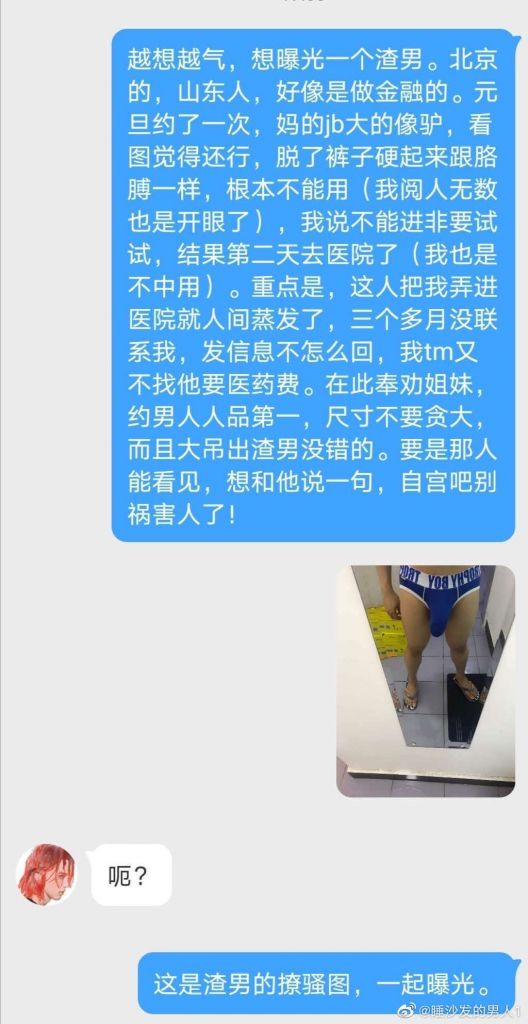 越想越气，想曝光一个渣男。北京
的，山东人，好像是做金融的。元
旦约了一次，妈的jb大的像驴，看
图觉得还行，脱了裤子硬起来跟胳
膊一样，根本不能用（我阅人无数
也是开眼了），我说不能进非要试
试，结果第二天去医院了（我也是
不中用）。重点是，这人把我弄进
医院就人间蒸发了，三个多月没联
系我，发信息不怎么回，我tm又
不找他要医药费。在此奉劝姐妹，
约男人人品第一，尺寸不要贪大，
而且大吊出渣男没错的。要是那人
能看见，想和他说一句，自宫吧别
祸害人了！
TROPHY BOY
呃？
这是渣男的撩骚图，一起曝光。
@睡沙发的男人1